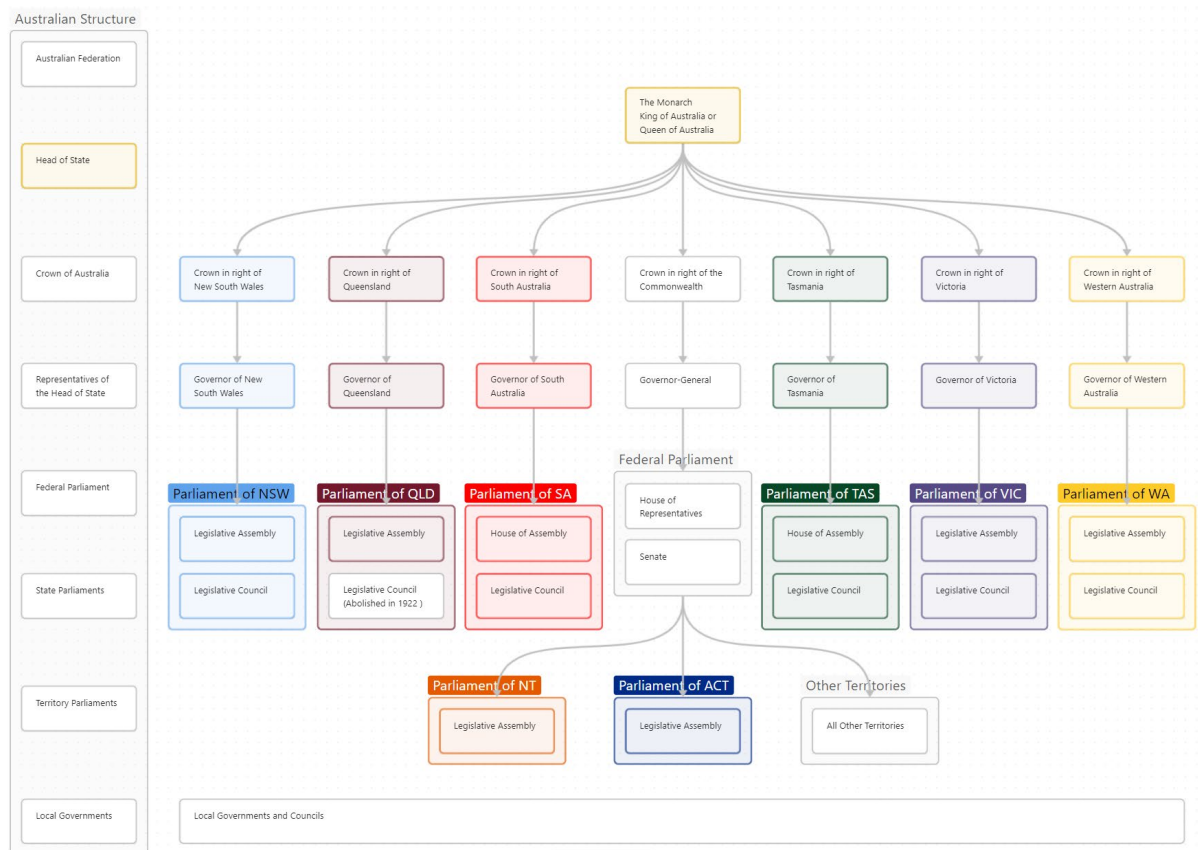 Australian Structure
Australian Federation
The Monarch
King of Australia or
Queen of Australia
Head of State
Crown of Australia
Crown in right of
New South Wales
Crown in right of
Queensland
Crown in right of
South Australia
Crown in right of the
Commonwealth
Crown in right of
Tasmania
Crown in right of
Victoria
Crown in right of
Western Australia
Representatives of
the Head of State
Governor of New
South Wales
Governor of
Queensland
Governor of South
Australia
Governor-General
Governor of
Tasmania
Governor of Victoria
Governor of Western
Australia
Federal Parliament
Federal Parliament
House of
Representatives
Senate
Parliament of NSW
Legislative Assembly
Legislative Council
Parliament of QLD
Legislative Assembly
Legislative Council
(Abolished in 1922 )
Parliament of SA
House of Assembly
Legislative Council
Parliament of TAS
House of Assembly
Legislative Council
Parliament of VIC
Legislative Assembly
Legislative Council
Parliament of WA
Legislative Assembly
Legislative Council
State Parliaments
Territory Parliaments
Parliament of NT
Legislative Assembly
Parliament of ACT
Legislative Assembly
Other Territories
All Other Territories
Local Governments
Local Governments and Councils